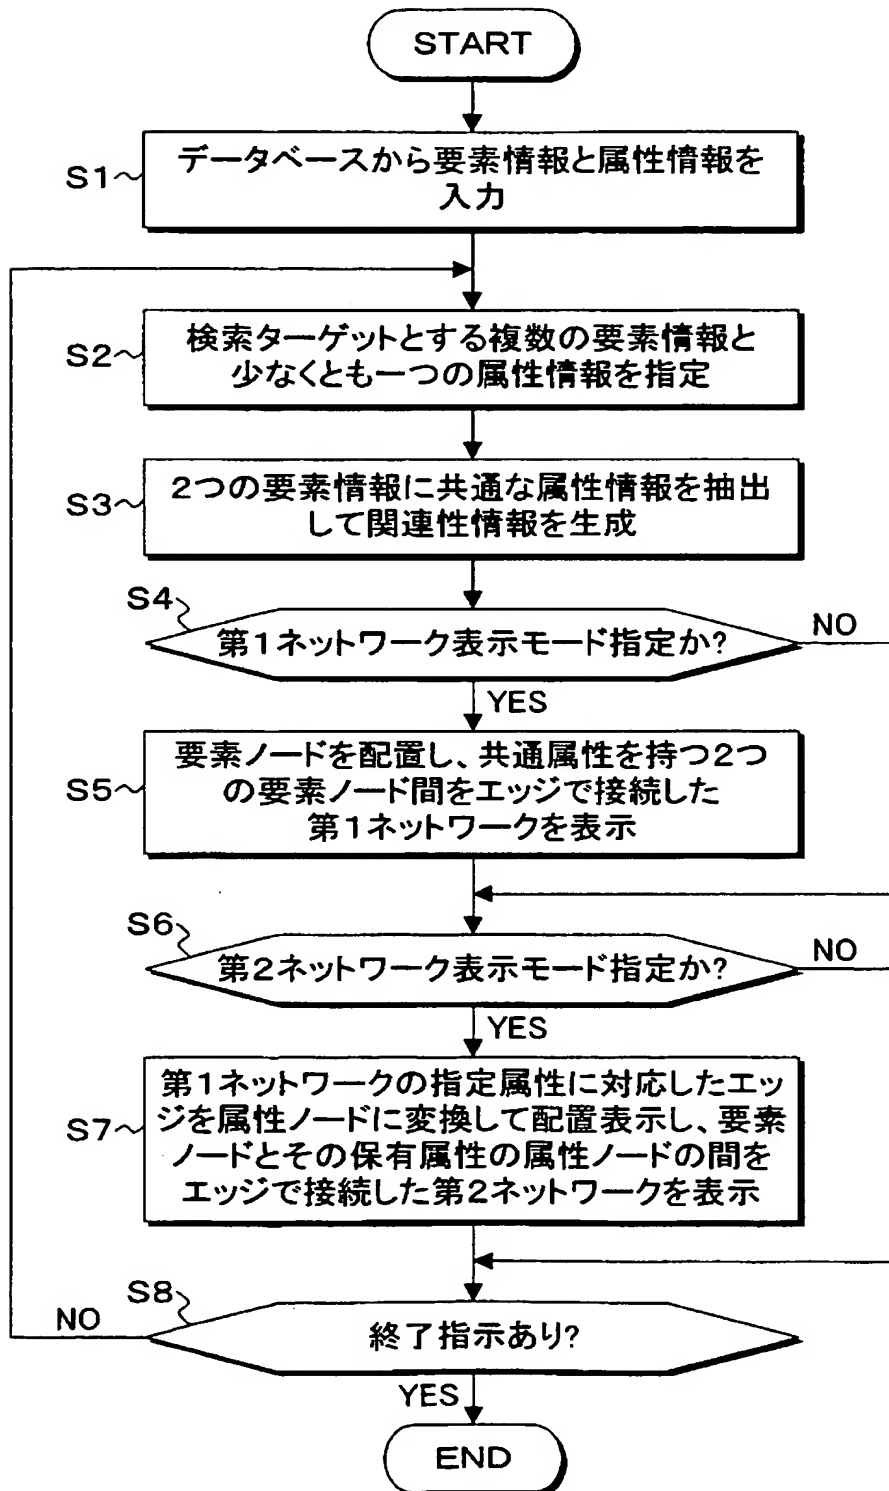 START
S1
データベースから要素情報と属性情報を
入力
S2
検索ターゲットとする複数の要素情報と
少なくとも一つの属性情報を指定
S3
2つの要素情報に共通な属性情報を抽出
して関連性情報を生成
S4
第1ネットワーク表示モード指定か?
NO
YES
S5
要素ノードを配置し、共通属性を持つ2つ
の要素ノード間をエッジで接続した
第1ネットワークを表示
S6
第2ネットワーク表示モード指定か?
NO
YES
S7
第1ネットワークの指定属性に対応したエッ
ジを属性ノードに変換して配置表示し、要素
ノードとその保有属性の属性ノードの間を
エッジで接続した第2ネットワークを表示
S8
NO
終了指示あり?
YES
END